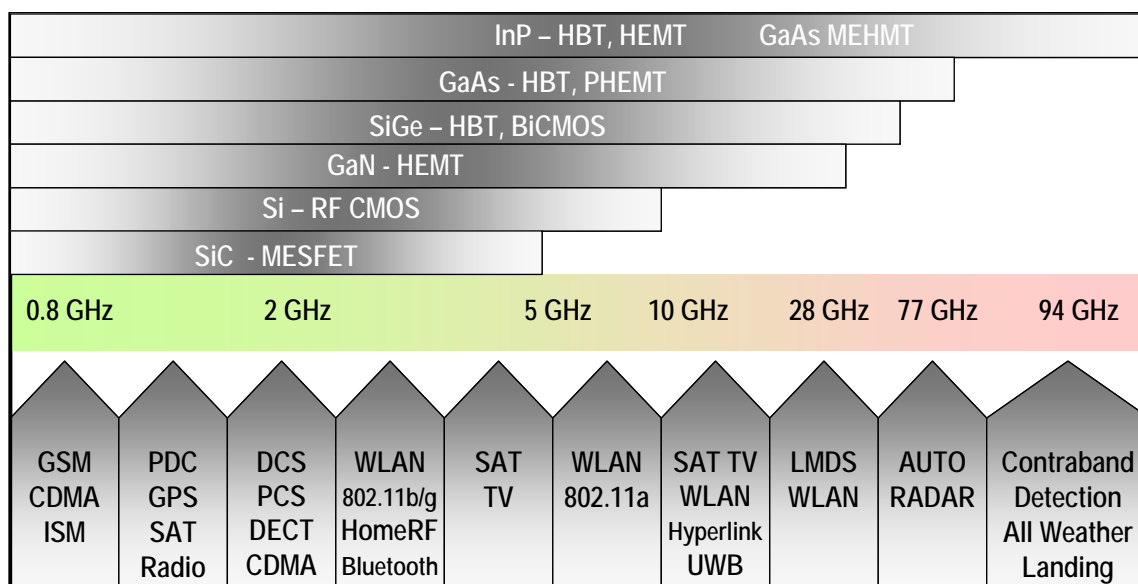 InP – HBT, HEMT GaAs MEHMT
GaAs - HBT, PHEMT
SiGe – HBT, BiCMOS
GaN - HEMT
Si – RF CMOS
SiC - MESFET
0.8 GHz 2 GHz 5 GHz 10 GHz 28 GHz 77 GHz 94 GHz
GSM
CDMA
ISM
PDC
GPS
SAT
Radio
DCS
PCS
DECT
CDMA
WLAN
802.11b/g
HomeRF
Bluetooth
SAT
TV
WLAN
802.11a
SAT TV
WLAN
Hyperlink
UWB
LMDS
WLAN
AUTO
RADAR
Contraband
Detection
All Weather
Landing